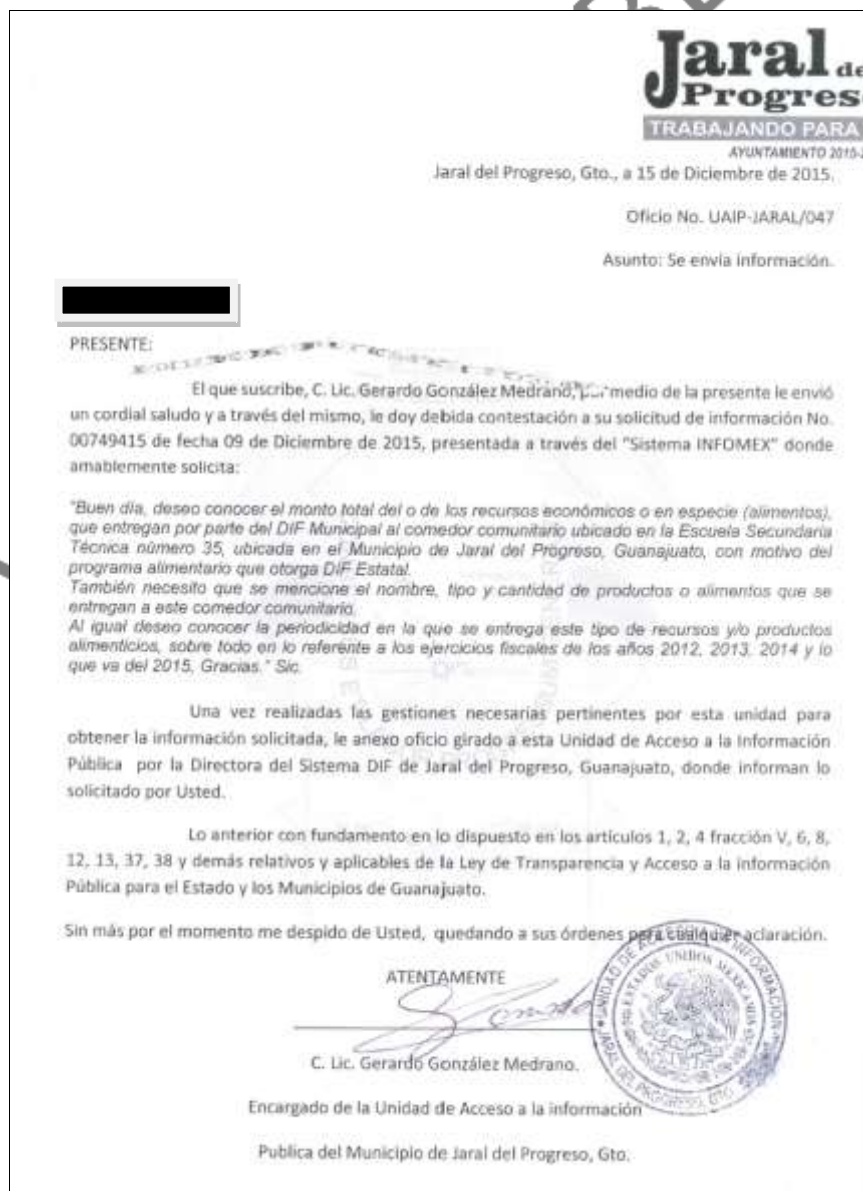 Jaral de
Progres
TRABAJANDO PARA
AYUNTAMIENTO 2015-
Jaral del Progreso, Gto., a 15 de Diciembre de 2015.
Oficio No. UAIP-JARAL/047
Asunto: Se envía información.
PRESENTE:
El que suscribe, C. Lic. Gerardo González Medrano, medio de la presente le envió
un cordial saludo y a través del mismo, le doy debida contestación a su solicitud de información No.
00749415 de fecha 09 de Diciembre de 2015, presentada a través del "Sistema INFOMEX" donde
amablemente solicita:
"Buen día, deseo conocer el monto total del o de los recursos económicos o en especie (alimentos),
que entregan por parte del DIF Municipal al comedor comunitario ubicado en la Escuela Secundaria
Técnica número 35, ubicada en el Municipio de Jaral del Progreso, Guanajuato, con motivo del
programa alimentario que otorga DIF Estatal.
También necesito que se mencione el nombre, tipo y cantidad de productos o alimentos que se
entregan a este comedor comunitario.
Al igual deseo conocer la periodicidad en la que se entrega este tipo de recursos y/o productos
alimenticios, sobre todo en lo referente a los ejercicios fiscales de los años 2012, 2013, 2014 y lo
que va del 2015, Gracias." Sic.
Una vez realizadas las gestiones necesarias pertinentes por esta unidad para
obtener la información solicitada, le anexo oficio girado a esta Unidad de Acceso a la Información
Pública por la Directora del Sistema DIF de Jaral del Progreso, Guanajuato, donde informan lo
solicitado por Usted.
Lo anterior con fundamento en lo dispuesto en los artículos 1, 2, 4 fracción V, 6, 8,
12, 13, 37, 38 y demás relativos y aplicables de la Ley de Transparencia y Acceso a la información
Pública para el Estado y los Municipios de Guanajuato.
Sin más por el momento me despido de Usted, quedando a sus órdenes para cualquier aclaración.
ATENTAMENTE
UNIDAD DE ACCESO A LA INFORMACIÓN
ESTADOS UNIDOS MEXICANOS
JARAL DEL PROGRESO, GTO.
C. Lic. Gerardo González Medrano.
Encargado de la Unidad de Acceso a la información
Publica del Municipio de Jaral del Progreso, Gto.